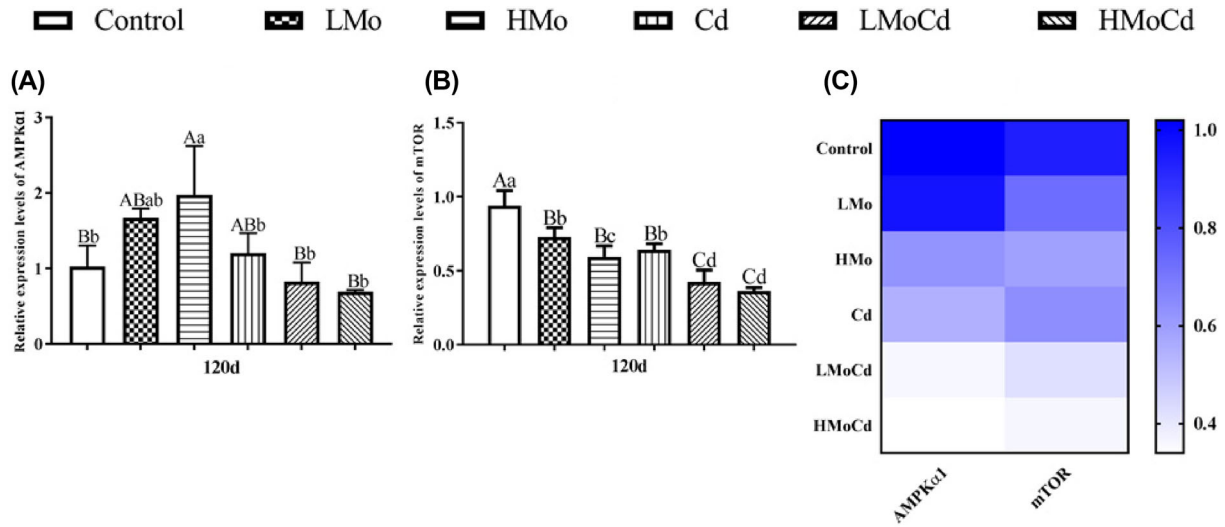 Control LMo HMo Cd LMoCd HMoCd
(A)
Relative expression levels of AMPKα1
3
2
1
0
Bb
ABab
Aa
ABb
Bb
Bb
120d
(B)
Relative expression levels of mTOR
1.5
1.0
0.5
0.0
Aa
Bb
Bc
Bb
Cd
Cd
120d
(C)
Control
LMo
HMo
Cd
LMoCd
HMoCd
AMPKα1
mTOR
1.0
0.8
0.6
0.4